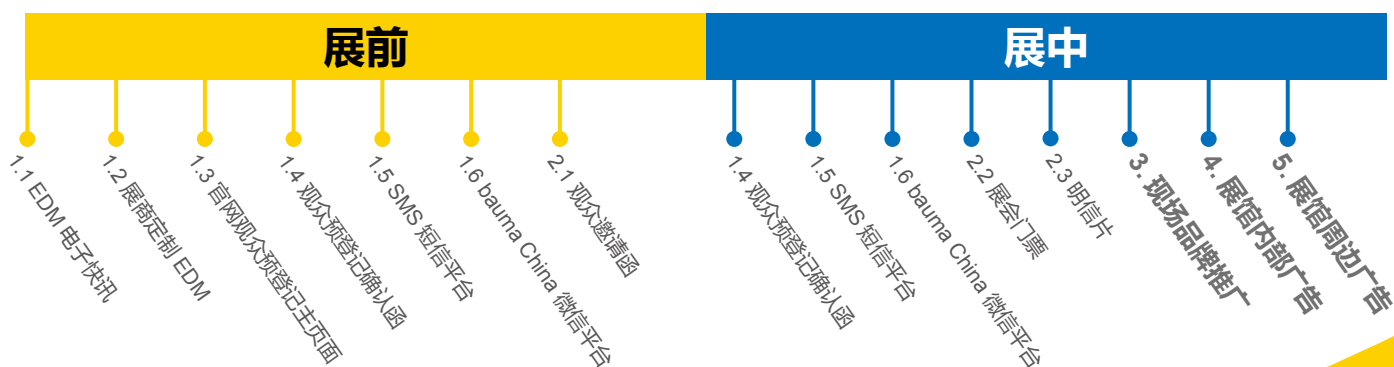 展前
展中
1.1 EDM 电子快讯
1.2 展商定制 EDM
1.3 官网观众预登记主页面
1.4 观众预登记确认函
1.5 SMS 短信平台
1.6 bauma China 微信平台
2.1 观众邀请函
1.4 观众预登记确认函
1.5 SMS 短信平台
1.6 bauma China 微信平台
2.2 展会门票
2.3 明信片
3. 现场品牌推广
4. 展馆内部广告
5. 展馆周边广告